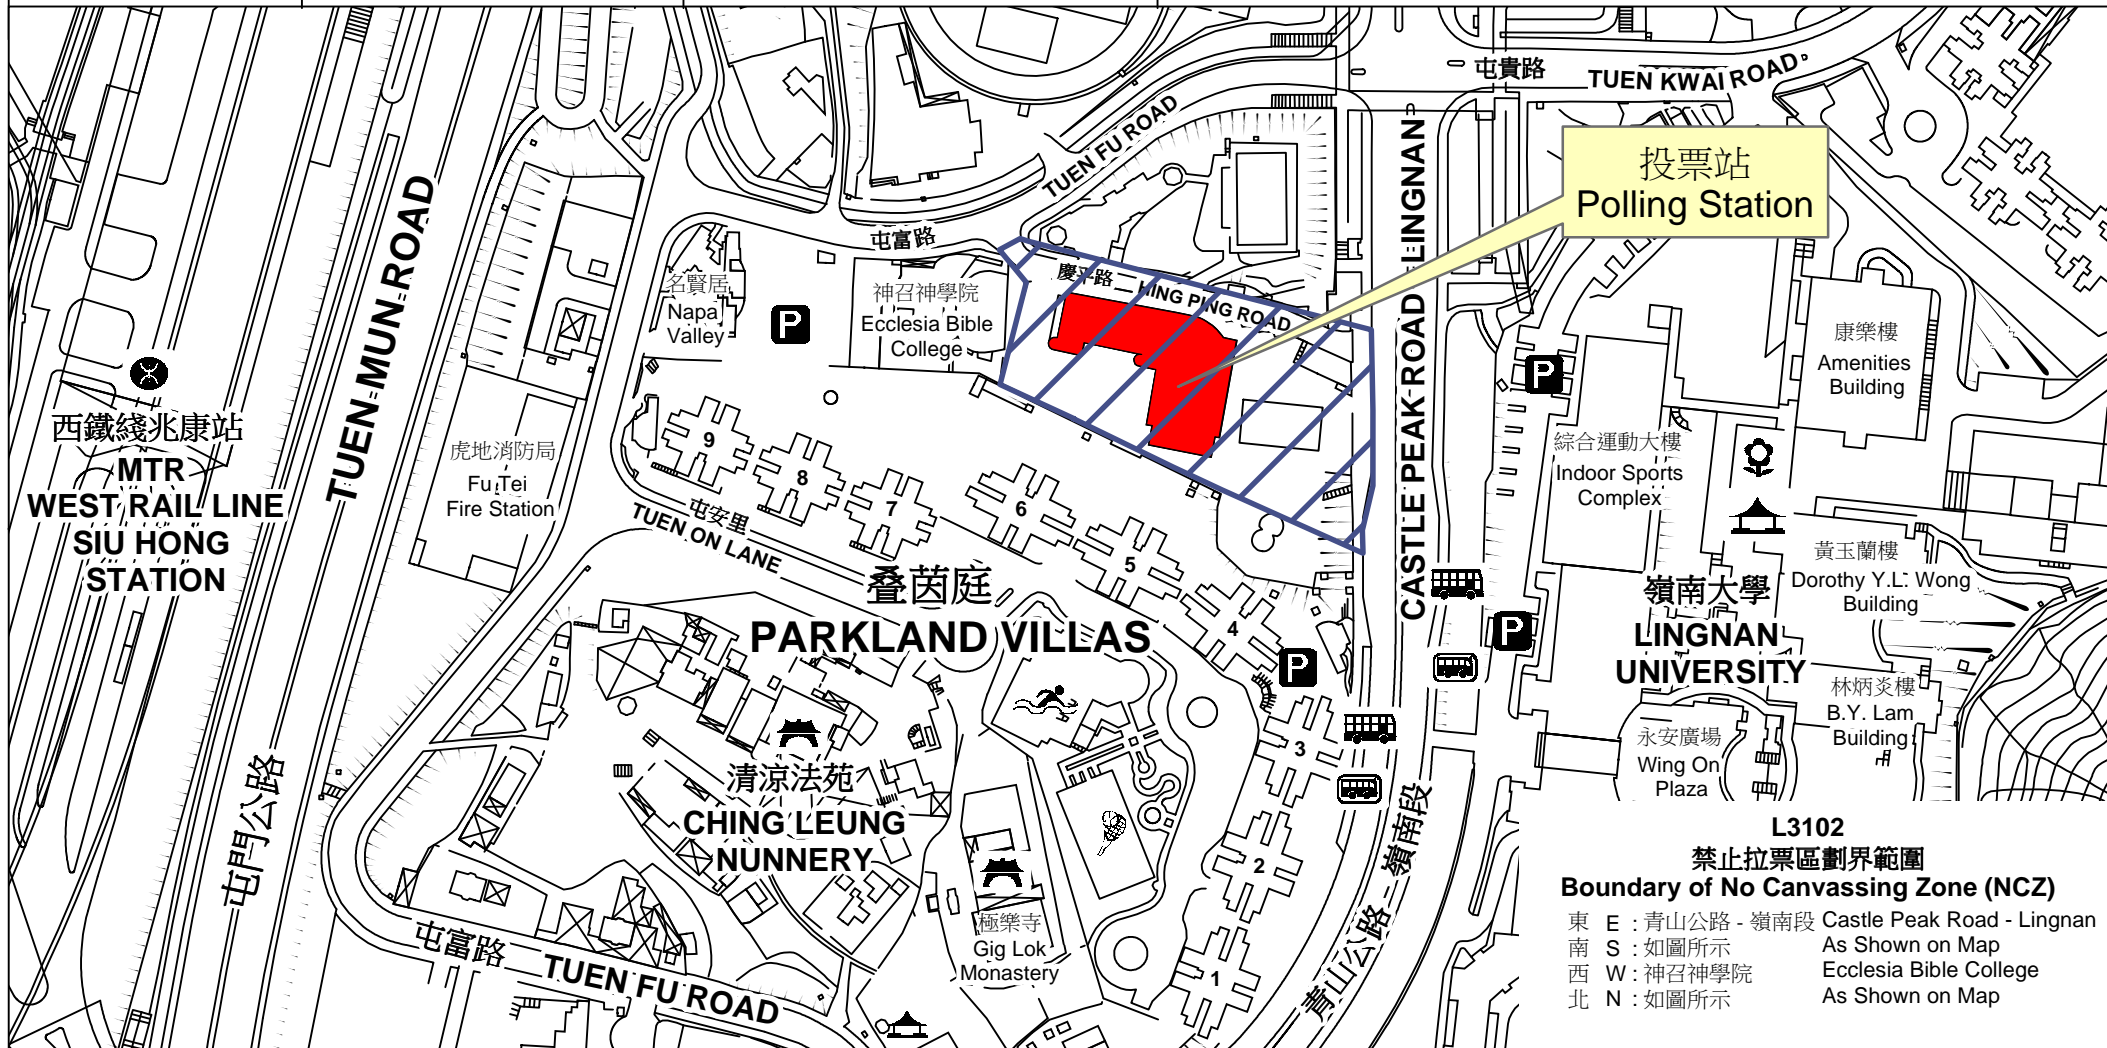 屯貴路
TUEN KWAI ROAD
TUEN FU ROAD
投票站
Polling Station
屯富路
慶平路
HING PING ROAD
CASTLE PEAK ROAD LINGNAN
TUEN MUN ROAD
名賢居
Napa
Valley
P
神召神學院
Ecclesia Bible
College
康樂樓
Amenities
Building
P
西鐵綫兆康站
MTR
WEST RAIL LINE
SIU HONG
STATION
虎地消防局
Fu Tei
Fire Station
9
8
7
6
5
4
3
2
1
綜合運動大樓
Indoor Sports
Complex
屯安里
TUEN ON LANE
叠茵庭
PARKLAND VILLAS
黃玉蘭樓
Dorothy Y.L. Wong
Building
嶺南大學
LINGNAN
UNIVERSITY
P
P
林炳炎樓
B.Y. Lam
Building
永安廣場
Wing On
Plaza
清涼法苑
CHING LEUNG
NUNNERY
屯門公路
極樂寺
Gig Lok
Monastery
屯富路
TUEN FU ROAD
青山公路 - 嶺南段
L3102
禁止拉票區劃界範圍
Boundary of No Canvassing Zone (NCZ)
東 E : 青山公路 - 嶺南段 Castle Peak Road - Lingnan
南 S : 如圖所示 As Shown on Map
西 W : 神召神學院 Ecclesia Bible College
北 N : 如圖所示 As Shown on Map